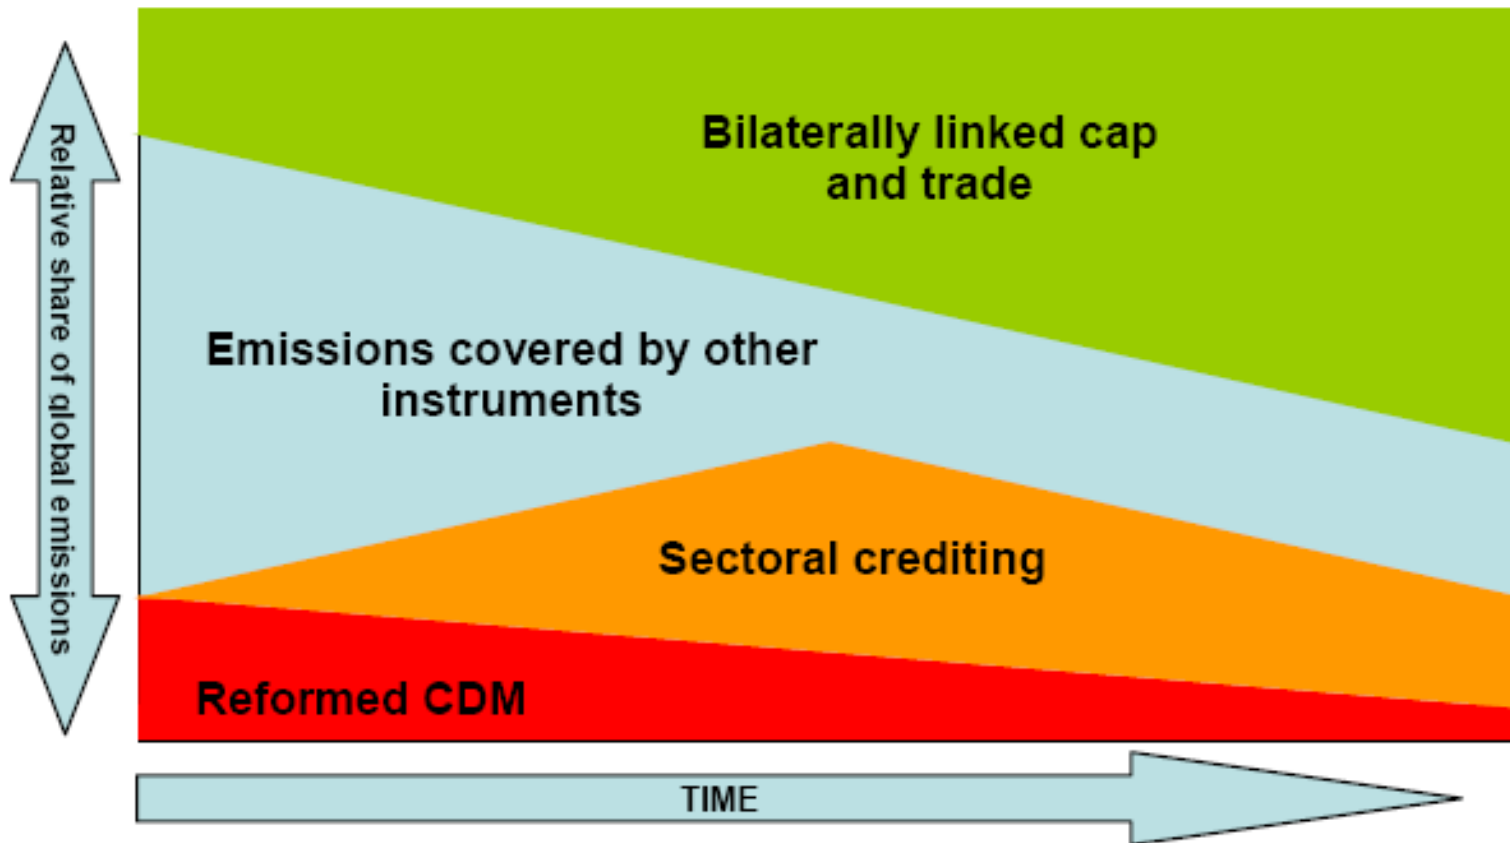 Bilaterally linked cap
and trade
Relative share of global emissions
Emissions covered by other
instruments
Sectoral crediting
Reformed CDM
TIME